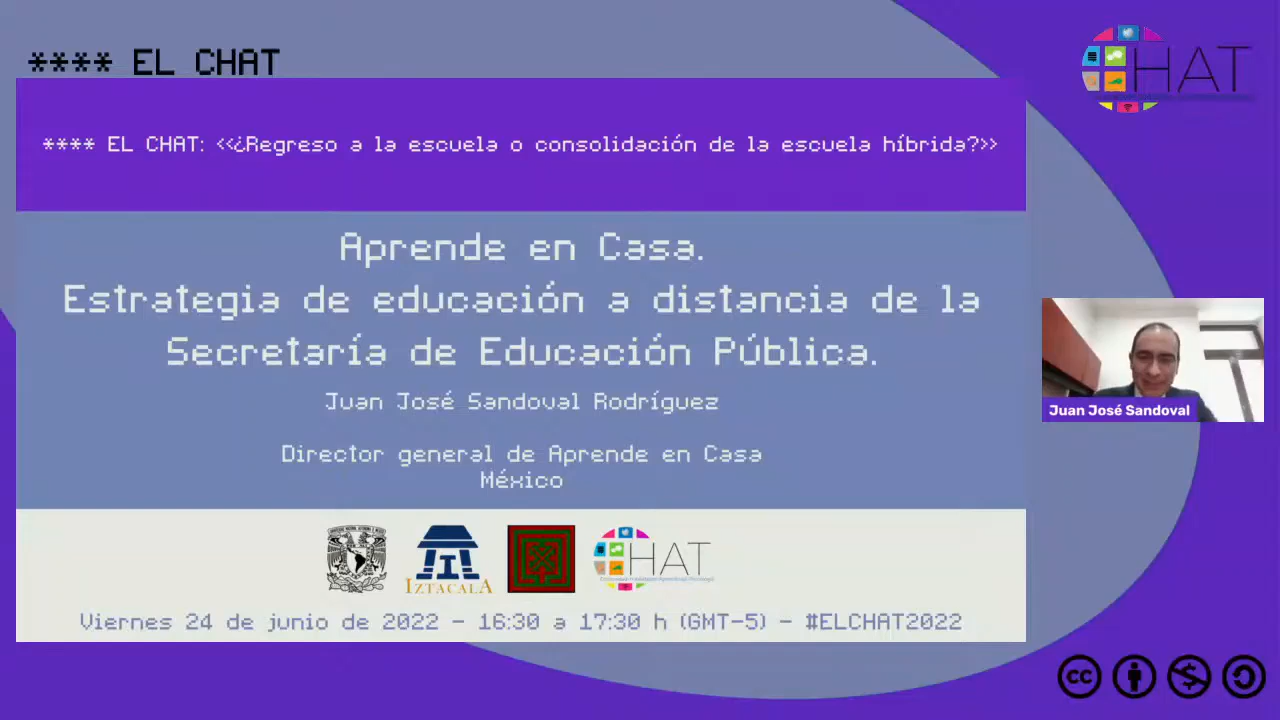 **** EL CHAT
HAT
**** EL CHAT: <<¿Regreso a la escuela o consolidación de la escuela híbrida?>>
Aprende en Casa.
Estrategia de educación a distancia de la
Secretaría de Educación Pública.
Juan José Sandoval Rodríguez
Director general de Aprende en Casa
México
Juan José Sandoval
IZTACALA
HAT
Viernes 24 de junio de 2022 - 16:30 a 17:30 h (GMT-5) - #ELCHAT2022
cc